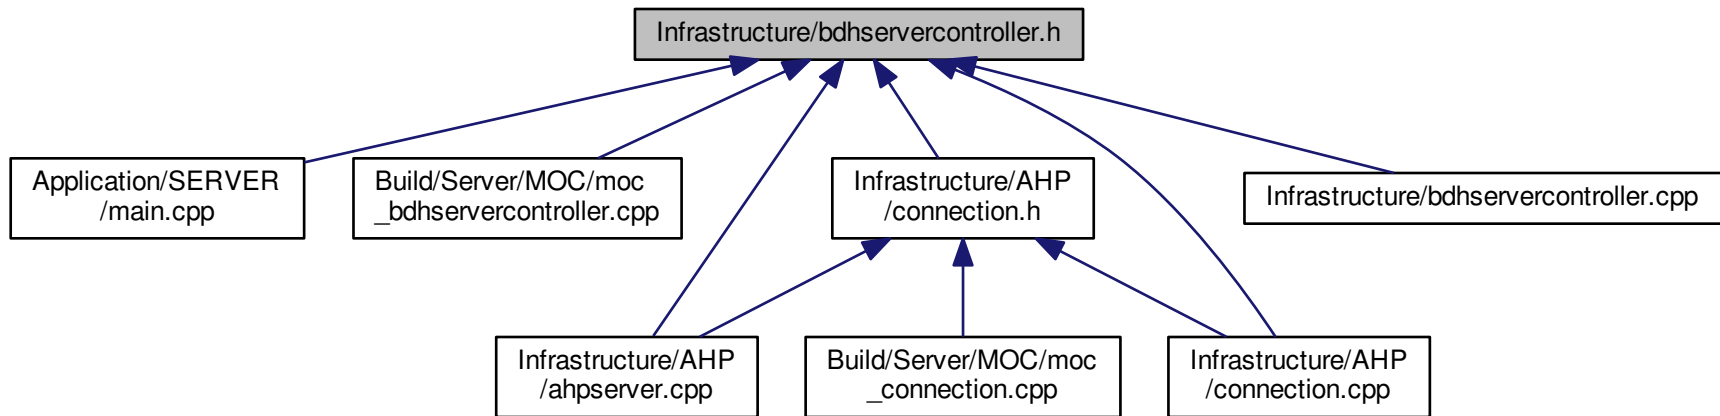 Infrastructure/bdhservercontroller.h
Application/SERVER
/main.cpp
Build/Server/MOC/moc
_bdhservercontroller.cpp
Infrastructure/AHP
/connection.h
Infrastructure/bdhservercontroller.cpp
Infrastructure/AHP
/ahpserver.cpp
Build/Server/MOC/moc
_connection.cpp
Infrastructure/AHP
/connection.cpp